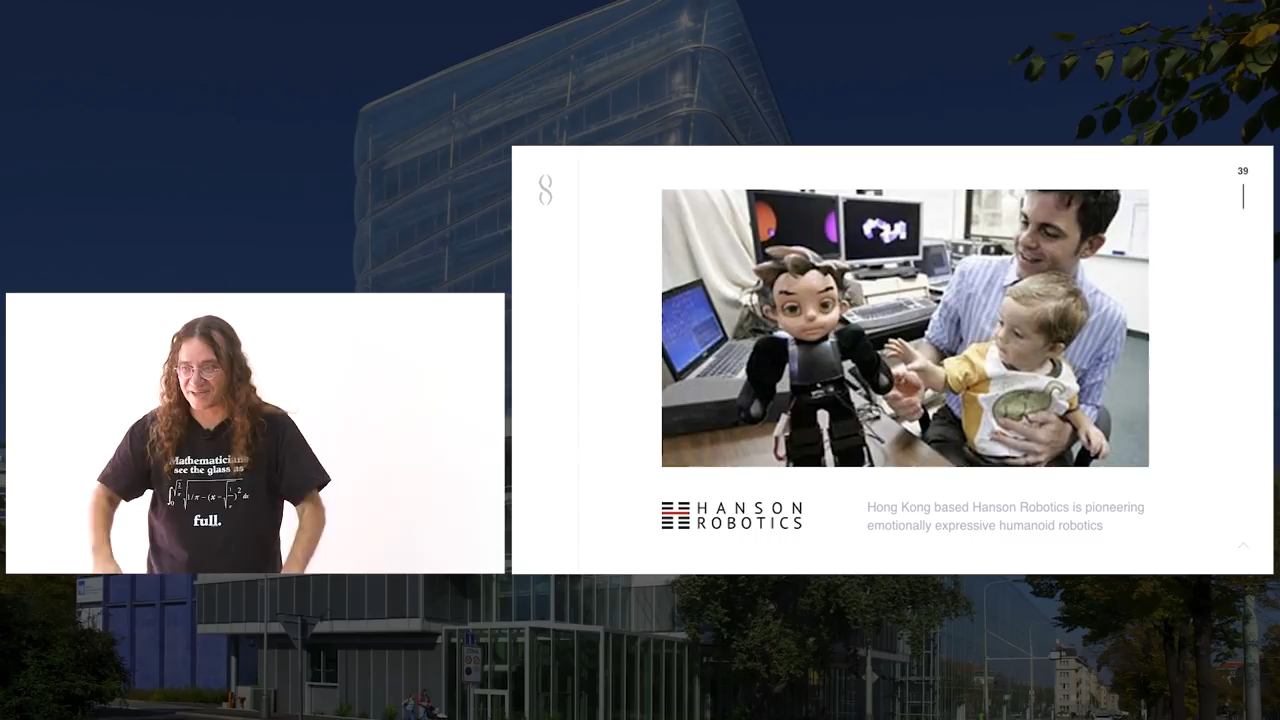 Mathematicians
see the glass as
full.
39
HANSON
ROBOTICS
Hong Kong based Hanson Robotics is pioneering
emotionally expressive humanoid robotics